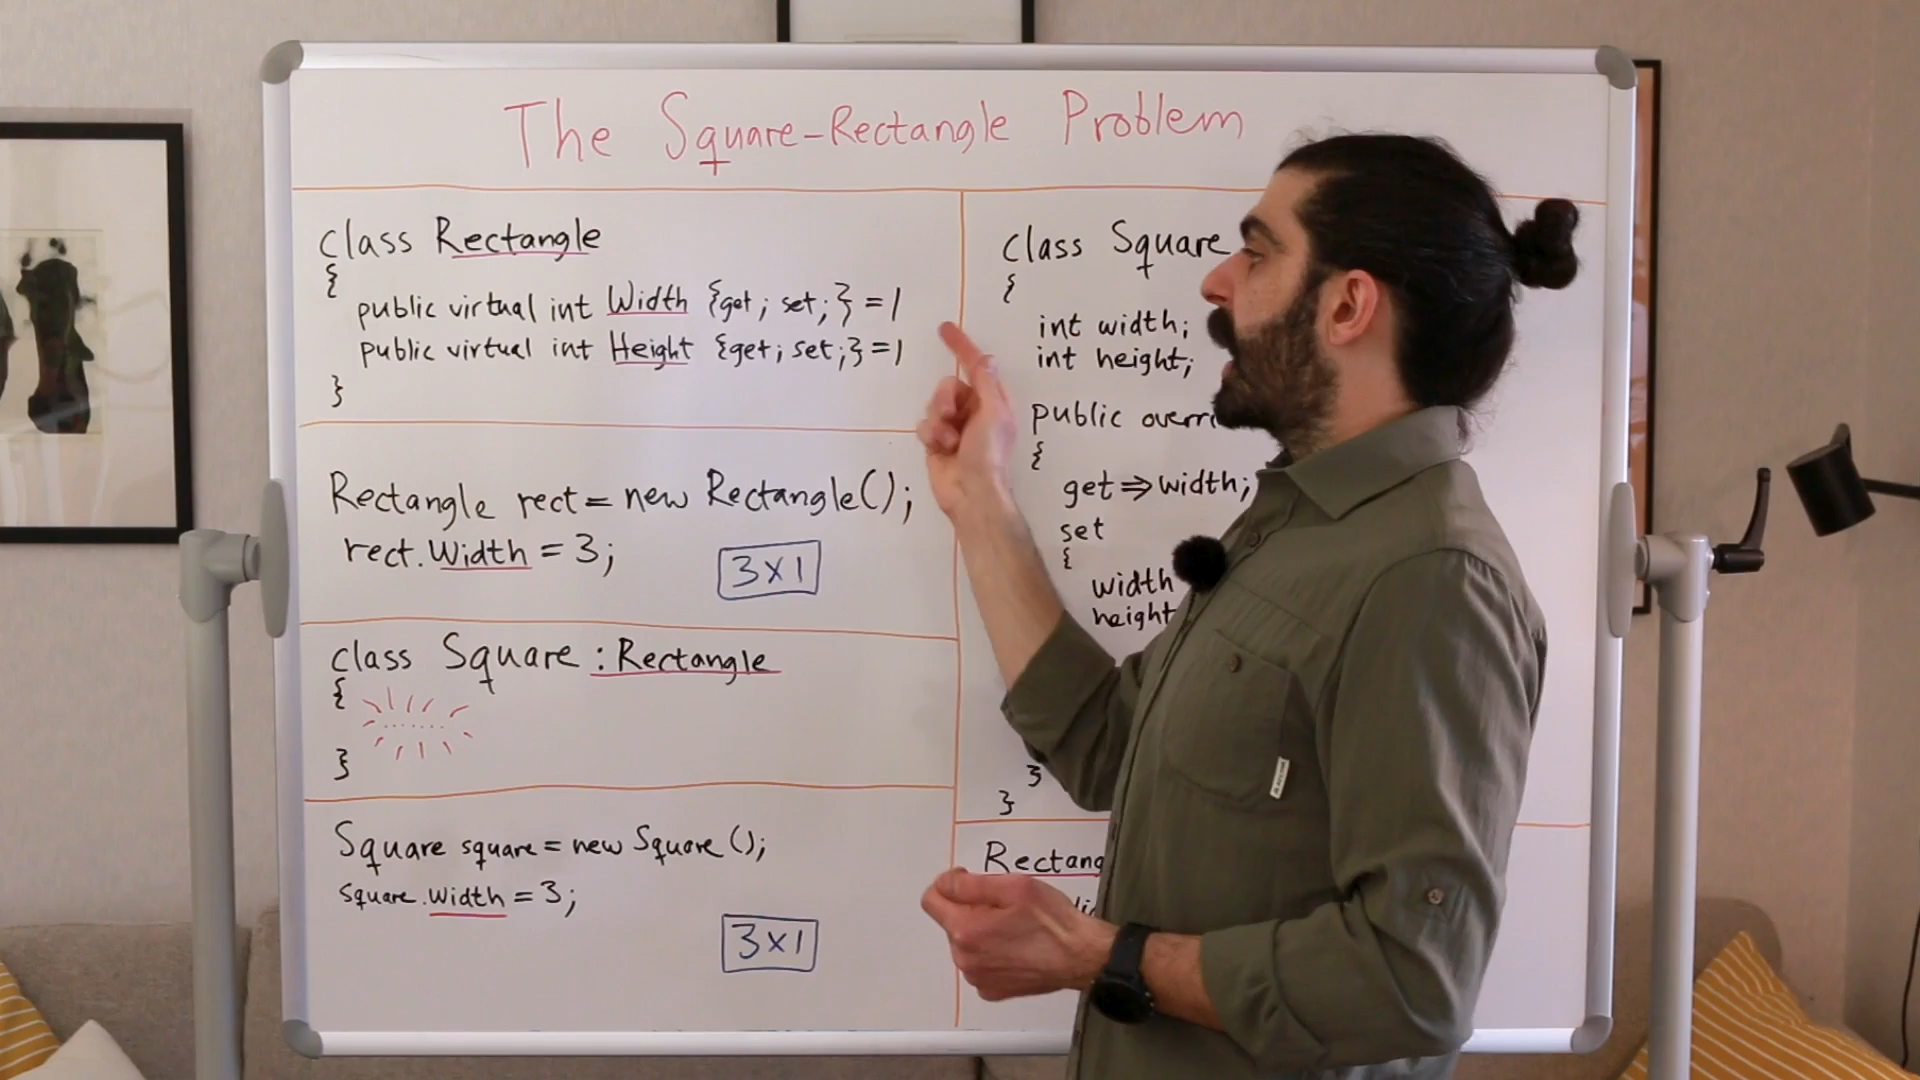 The Square-Rectangle Problem
class Rectangle
{
public virtual int Width {get; set;} = 1
public virtual int Height {get; set;} = 1
}
Rectangle rect = new Rectangle();
rect.Width = 3;
3x1
class Square : Rectangle
{
}
Square square = new Square();
square.Width = 3;
3x1
class Square
{
int width;
int height;
public overri
{
get => width;
set
{
width
height
}
}
Rectang